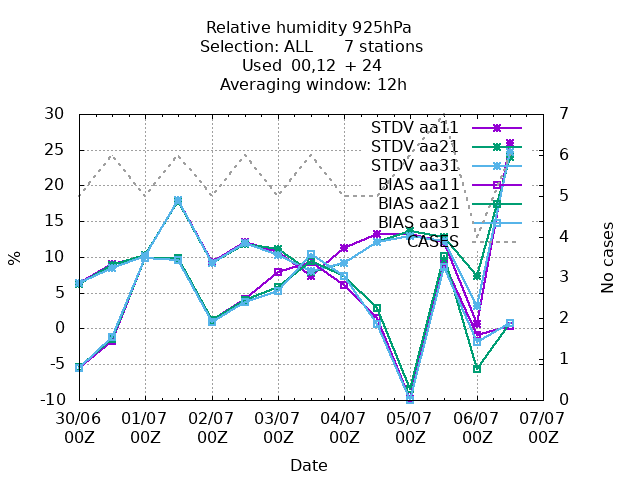 Relative humidity 925hPa
Selection: ALL 7 stations
Used 00,12 + 24
Averaging window: 12h
30
25
20
15
10
5
0
-5
-10
%
7
6
5
4
3
2
1
0
No cases
STDV aa11
STDV aa21
STDV aa31
BIAS aa11
BIAS aa21
BIAS aa31
CASES
30/06 01/07 02/07 03/07 04/07 05/07 06/07 07/07
00Z 00Z 00Z 00Z 00Z 00Z 00Z 00Z
Date